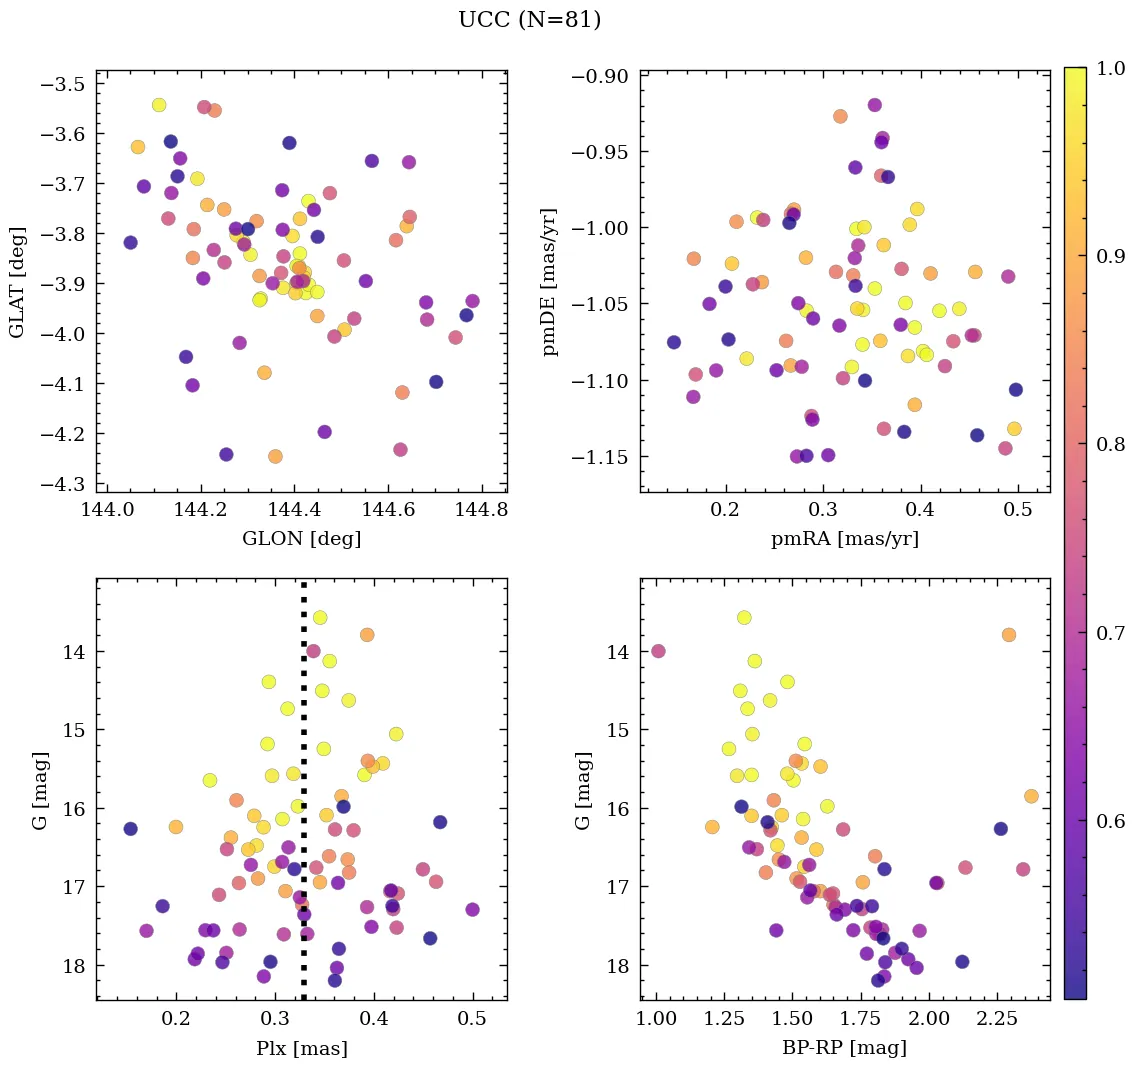 UCC (N=81)
−3.5
−3.6
−3.7
−3.8
−3.9
−4.0
−4.1
−4.2
−4.3
GLAT [deg]
144.0 144.2 144.4 144.6 144.8
GLON [deg]
−0.90
−0.95
−1.00
−1.05
−1.10
−1.15
pmDE [mas/yr]
0.2 0.3 0.4 0.5
pmRA [mas/yr]
14
15
16
17
18
G [mag]
0.2 0.3 0.4 0.5
Plx [mas]
14
15
16
17
18
G [mag]
1.00 1.25 1.50 1.75 2.00 2.25
BP-RP [mag]
1.0
0.9
0.8
0.7
0.6